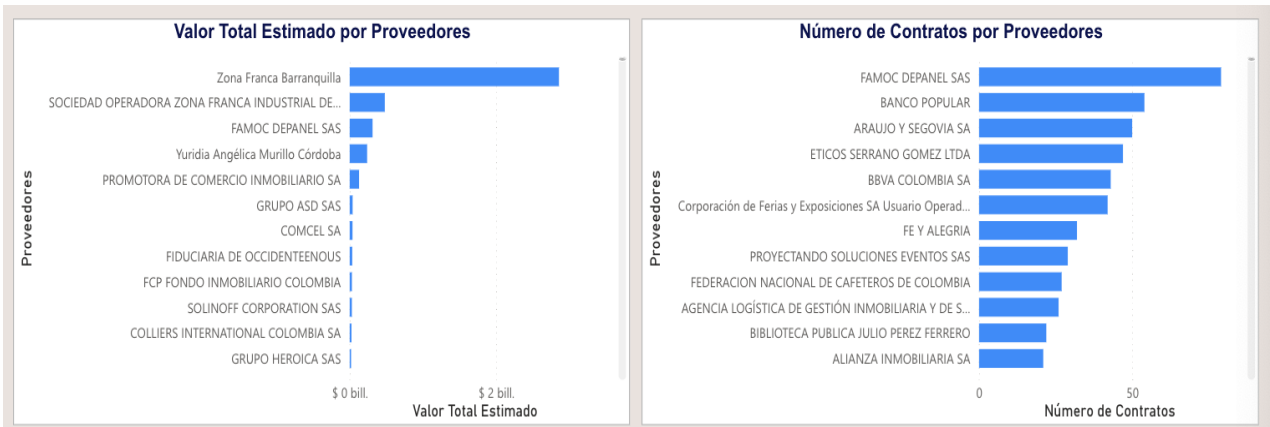 Valor Total Estimado por Proveedores
Proveedores
Zona Franca Barranquilla
SOCIEDAD OPERADORA ZONA FRANCA INDUSTRIAL DE...
FAMOC DEPANEL SAS
Yuridia Angélica Murillo Córdoba
PROMOTORA DE COMERCIO INMOBILIARIO SA
GRUPO ASD SAS
COMCEL SA
FIDUCIARIA DE OCCIDENTEENOUS
FCP FONDO INMOBILIARIO COLOMBIA
SOLINOFF CORPORATION SAS
COLLIERS INTERNATIONAL COLOMBIA SA
GRUPO HEROICA SAS
$ 0 bill. $ 2 bill.
Valor Total Estimado
Número de Contratos por Proveedores
Proveedores
FAMOC DEPANEL SAS
BANCO POPULAR
ARAUJO Y SEGOVIA SA
ETICOS SERRANO GOMEZ LTDA
BBVA COLOMBIA SA
Corporación de Ferias y Exposiciones SA Usuario Operad...
FE Y ALEGRIA
PROYECTANDO SOLUCIONES EVENTOS SAS
FEDERACION NACIONAL DE CAFETEROS DE COLOMBIA
AGENCIA LOGÍSTICA DE GESTIÓN INMOBILIARIA Y DE S...
BIBLIOTECA PUBLICA JULIO PEREZ FERRERO
ALIANZA INMOBILIARIA SA
0 50
Número de Contratos